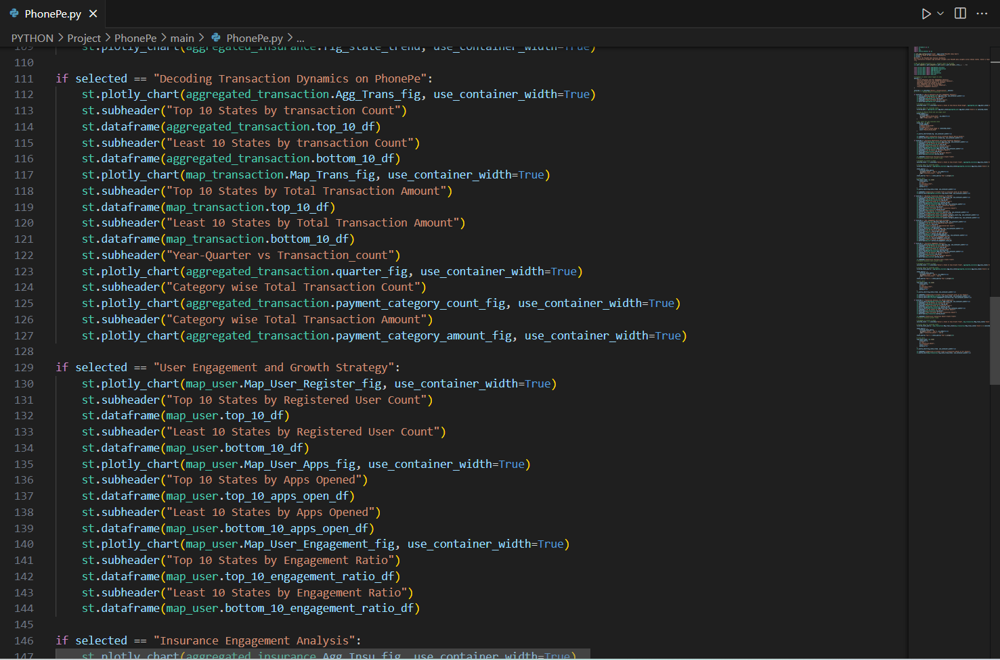 PhonePe.py
PYTHON > Project > PhonePe > main > PhonePe.py > ...
109 st.plotly_chart(aggregated_insurance.fig_state_trend, use_container_width=True)
110
111 if selected == "Decoding Transaction Dynamics on PhonePe":
112 st.plotly_chart(aggregated_transaction.Agg_Trans_fig, use_container_width=True)
113 st.subheader("Top 10 States by transaction Count")
114 st.dataframe(aggregated_transaction.top_10_df)
115 st.subheader("Least 10 States by transaction Count")
116 st.dataframe(aggregated_transaction.bottom_10_df)
117 st.plotly_chart(map_transaction.Map_Trans_fig, use_container_width=True)
118 st.subheader("Top 10 States by Total Transaction Amount")
119 st.dataframe(map_transaction.top_10_df)
120 st.subheader("Least 10 States by Total Transaction Amount")
121 st.dataframe(map_transaction.bottom_10_df)
122 st.subheader("Year-Quarter vs Transaction_count")
123 st.plotly_chart(aggregated_transaction.quarter_fig, use_container_width=True)
124 st.subheader("Category wise Total Transaction Count")
125 st.plotly_chart(aggregated_transaction.payment_category_count_fig, use_container_width=True)
126 st.subheader("Category wise Total Transaction Amount")
127 st.plotly_chart(aggregated_transaction.payment_category_amount_fig, use_container_width=True)
128
129 if selected == "User Engagement and Growth Strategy":
130 st.plotly_chart(map_user.Map_User_Register_fig, use_container_width=True)
131 st.subheader("Top 10 States by Registered User Count")
132 st.dataframe(map_user.top_10_df)
133 st.subheader("Least 10 States by Registered User Count")
134 st.dataframe(map_user.bottom_10_df)
135 st.plotly_chart(map_user.Map_User_Apps_fig, use_container_width=True)
136 st.subheader("Top 10 States by Apps Opened")
137 st.dataframe(map_user.top_10_apps_open_df)
138 st.subheader("Least 10 States by Apps Opened")
139 st.dataframe(map_user.bottom_10_apps_open_df)
140 st.plotly_chart(map_user.Map_User_Engagement_fig, use_container_width=True)
141 st.subheader("Top 10 States by Engagement Ratio")
142 st.dataframe(map_user.top_10_engagement_ratio_df)
143 st.subheader("Least 10 States by Engagement Ratio")
144 st.dataframe(map_user.bottom_10_engagement_ratio_df)
145
146 if selected == "Insurance Engagement Analysis":
147 st.plotly_chart(aggregated_insurance.Agg_Insu_fig, use_container_width=True)